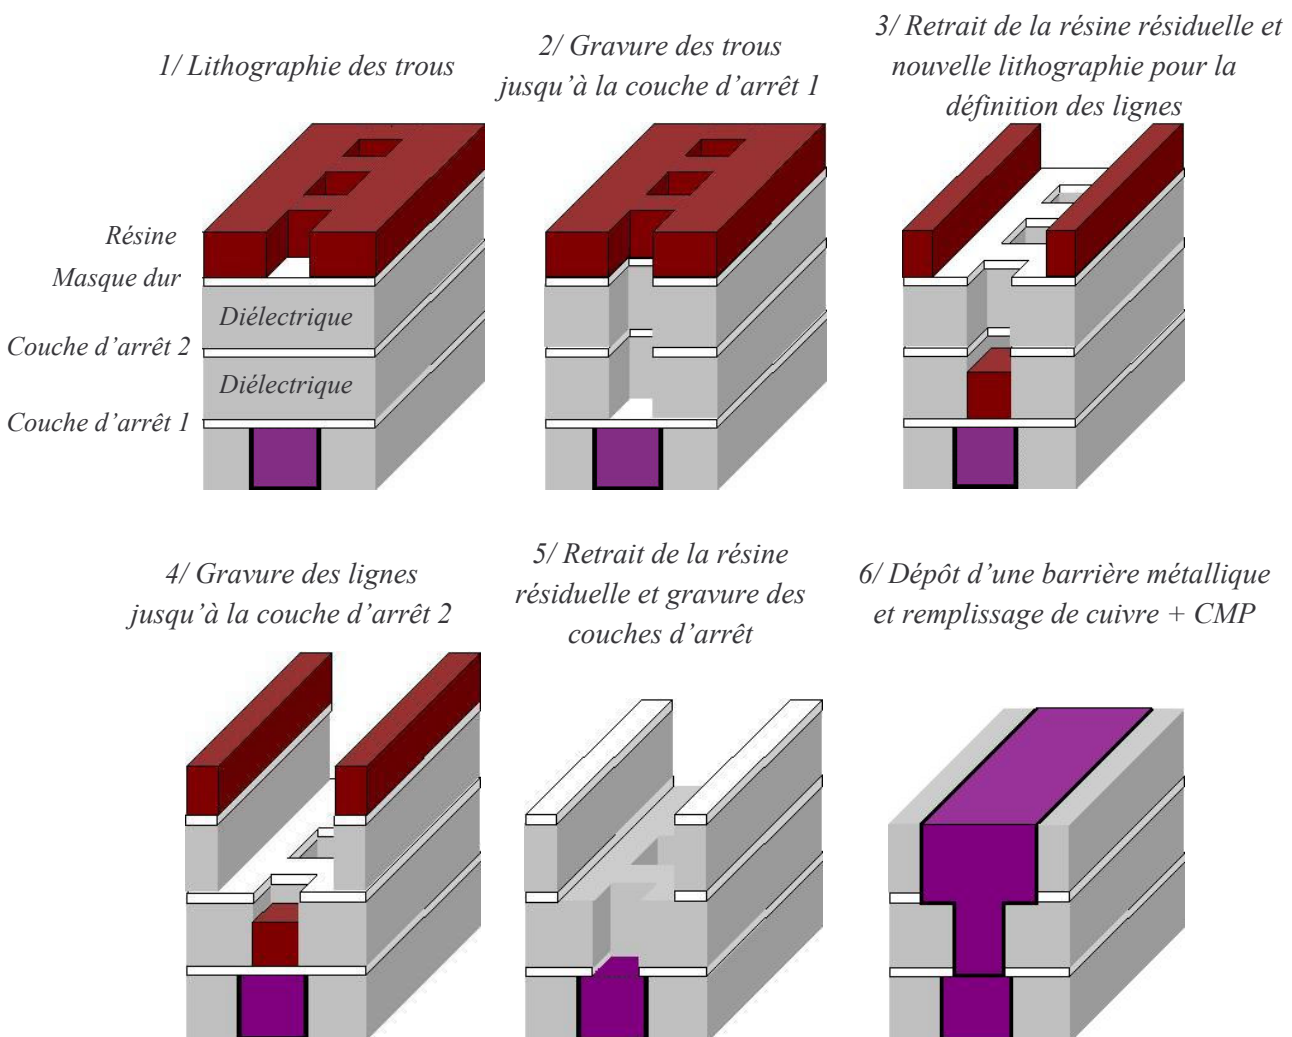 1/ Lithographie des trous
2/ Gravure des trous
jusqu'à la couche d'arrêt 1
3/ Retrait de la résine résiduelle et
nouvelle lithographie pour la
définition des lignes
Résine
Masque dur
Diélectrique
Couche d'arrêt 2
Diélectrique
Couche d'arrêt 1
4/ Gravure des lignes
jusqu'à la couche d'arrêt 2
5/ Retrait de la résine
résiduelle et gravure des
couches d'arrêt
6/ Dépôt d'une barrière métallique
et remplissage de cuivre + CMP